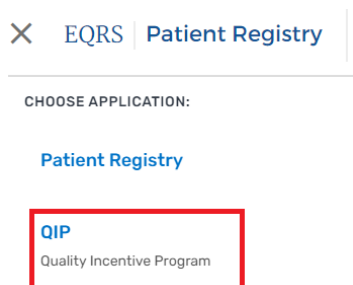 EQRS Patient Registry
CHOOSE APPLICATION:
Patient Registry
QIP
Quality Incentive Program